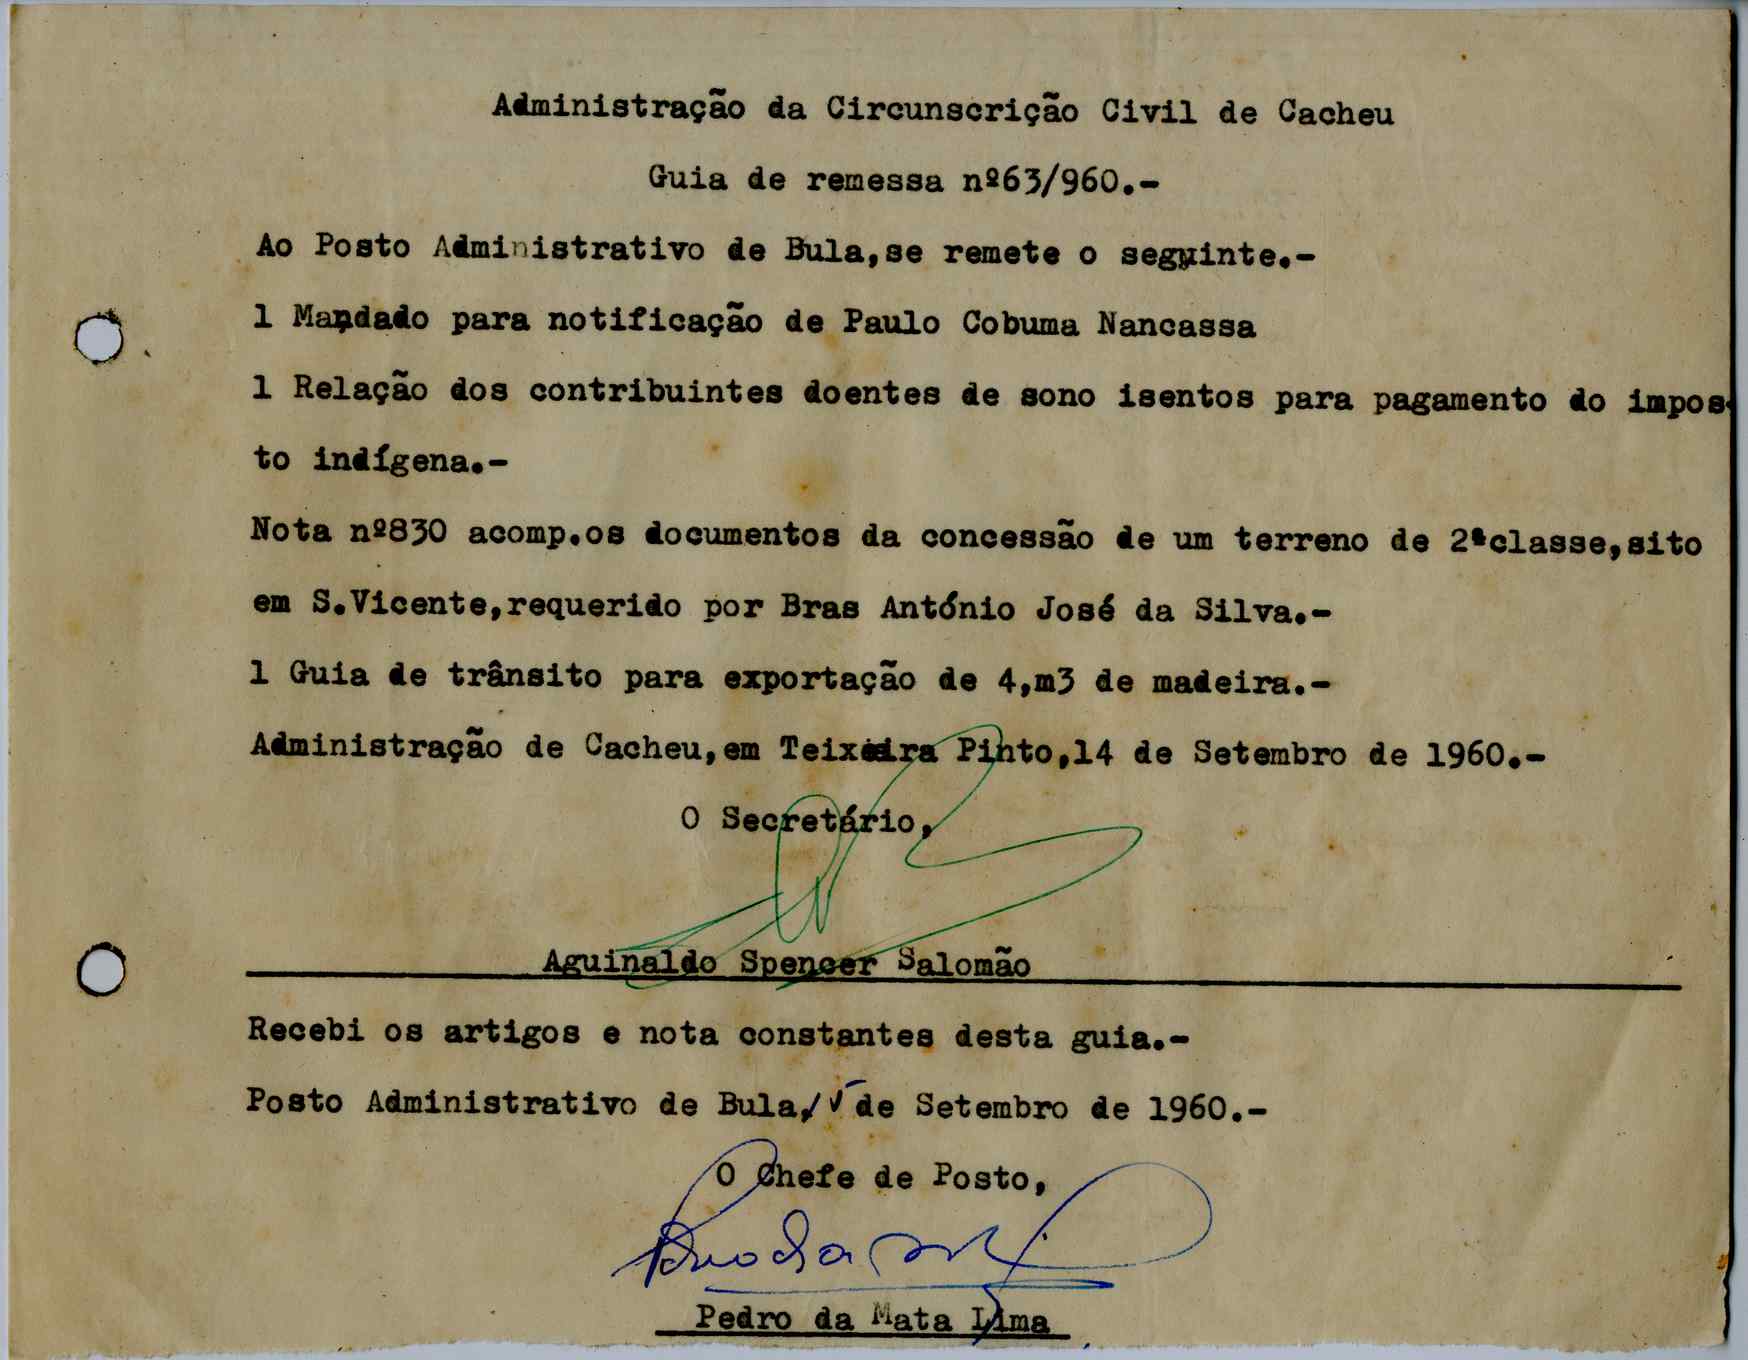 Administração da Circunscrição Civil de Cacheu
Guia de remessa nº63/960.-
Ao Posto Administrativo de Bula,se remete o seguinte.-
1 Mandado para notificação de Paulo Cobuma Nancassa
1 Relação dos contribuintes doentes de sono isentos para pagamento do impos-
to indígena.-
Nota nº830 acomp.os documentos da concessão de um terreno de 2ªclasse,sito
em S.Vicente,requerido por Bras António José da Silva.-
1 Guia de trânsito para exportação de 4,m3 de madeira.-
Administração de Cacheu,em Teixeira Pinto,14 de Setembro de 1960.-
O Secretário,
Aguinaldo Spencer Salomão
Recebi os artigos e nota constantes desta guia.-
Posto Administrativo de Bula, 15 de Setembro de 1960.-
O Chefe de Posto,
Pedro da Mata Lima